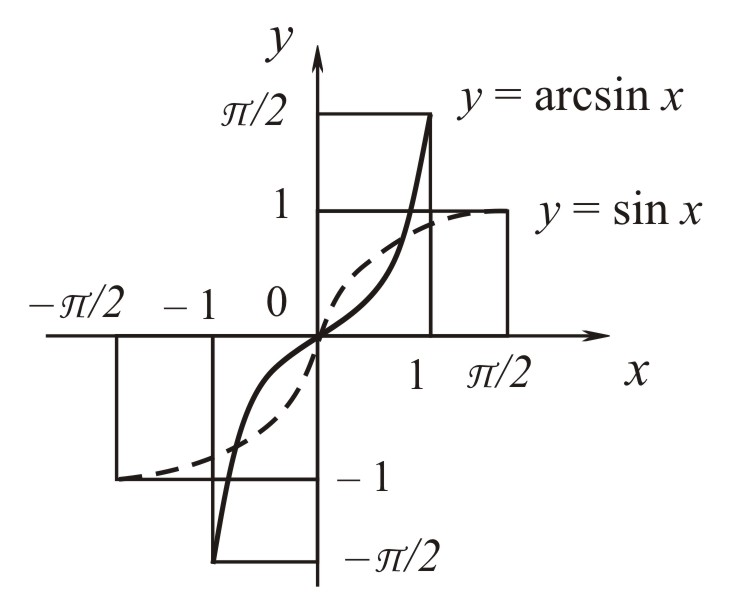 y
π/2
y = arcsin x
1
y = sin x
−π/2
− 1
0
1
π/2
x
− 1
−π/2